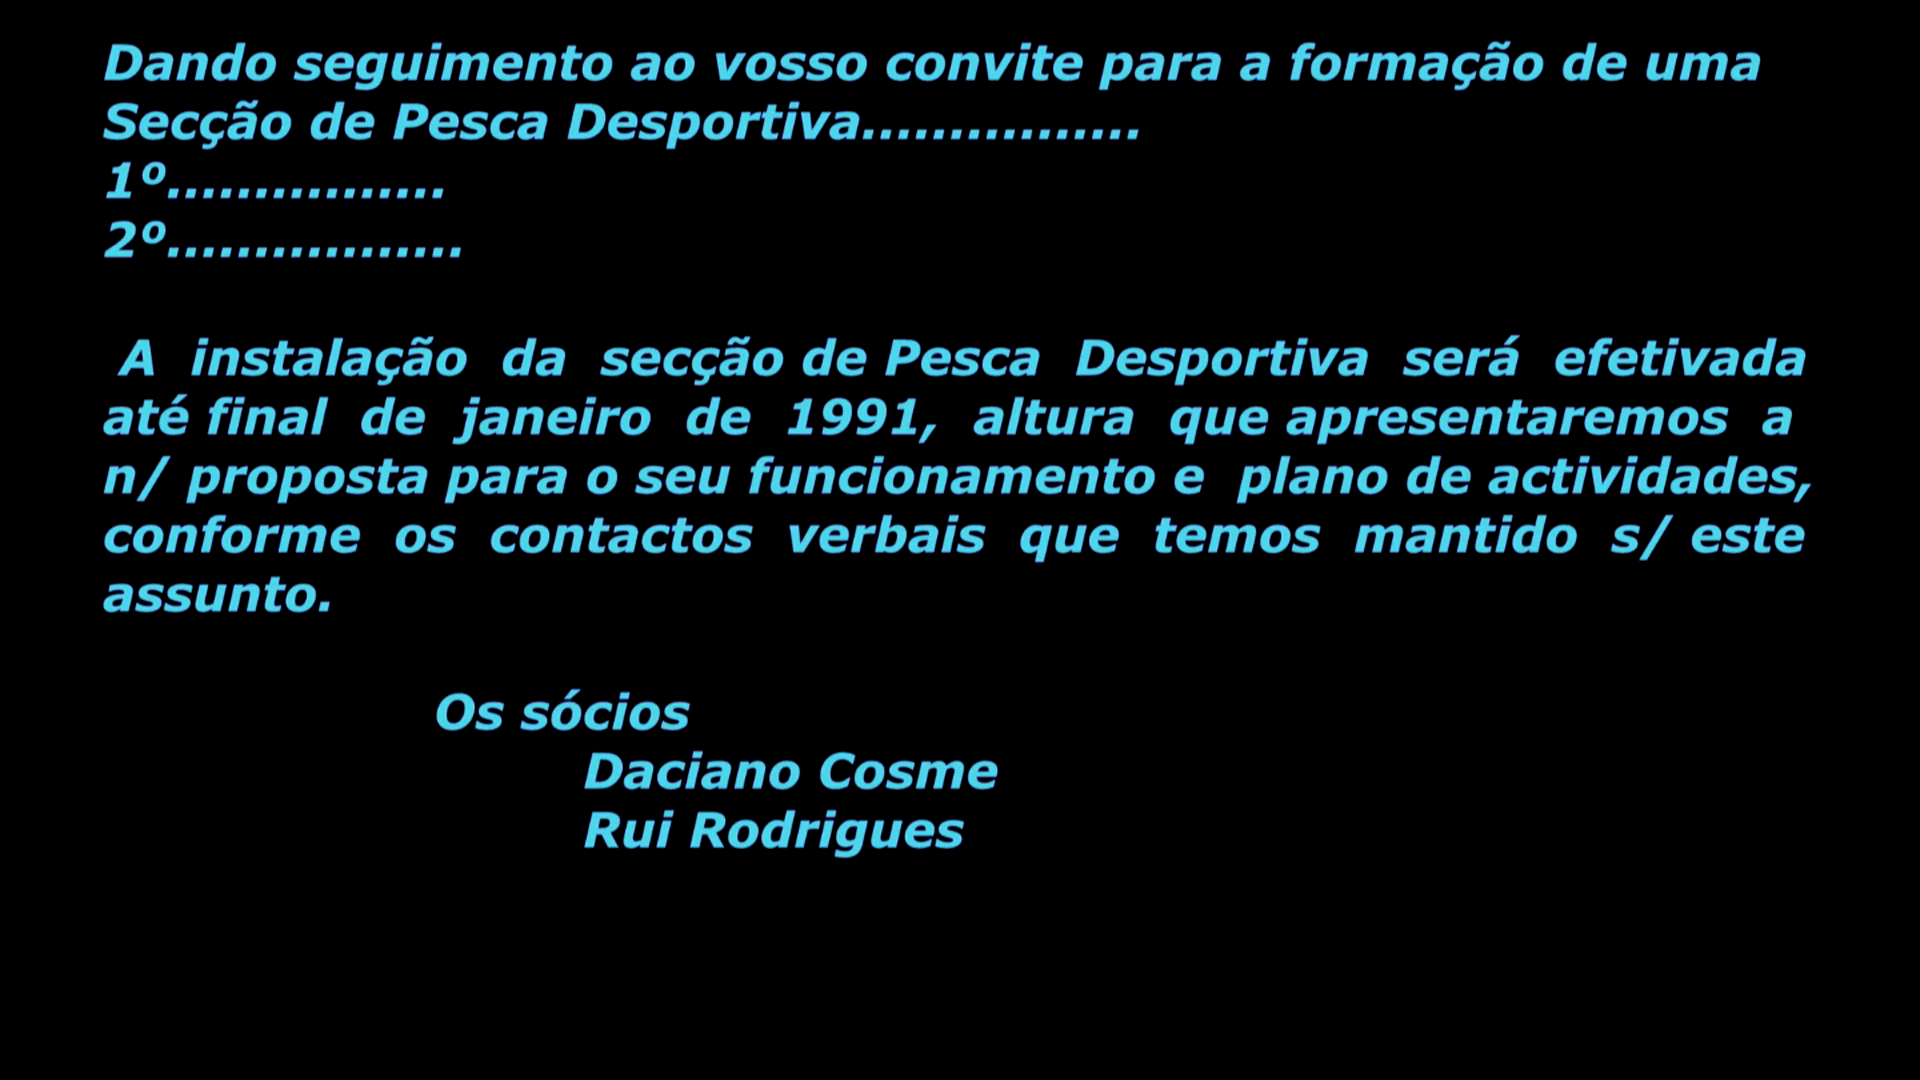 Dando seguimento ao vosso convite para a formação de uma
Secção de Pesca Desportiva................
1º................
2º.................
A instalação da secção de Pesca Desportiva será efetivada
até final de janeiro de 1991, altura que apresentaremos a
n/ proposta para o seu funcionamento e plano de actividades,
conforme os contactos verbais que temos mantido s/ este
assunto.
Os sócios
Daciano Cosme
Rui Rodrigues